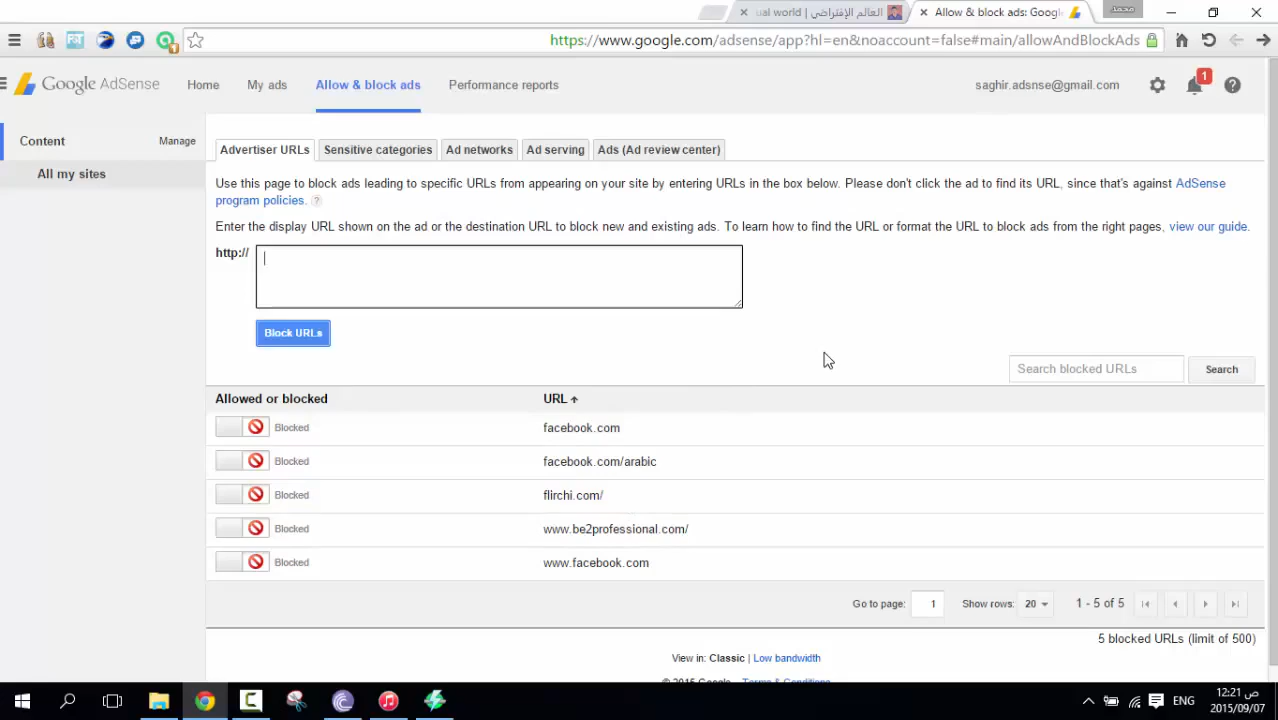 ual world | العالم الإفتراضي
Allow & block ads: Googl
محمد
https://www.google.com/adsense/app?hl=en&noaccount=false#main/allowAndBlockAds
Google AdSense
Home
My ads
Allow & block ads
Performance reports
saghir.adsnse@gmail.com
1
Content
Manage
All my sites
Advertiser URLs
Sensitive categories
Ad networks
Ad serving
Ads (Ad review center)
Use this page to block ads leading to specific URLs from appearing on your site by entering URLs in the box below. Please don't click the ad to find its URL, since that's against AdSense
program policies. ?
Enter the display URL shown on the ad or the destination URL to block new and existing ads. To learn how to find the URL or format the URL to block ads from the right pages, view our guide.
http://
Block URLs
Search blocked URLs
Search
Allowed or blocked
URL
Blocked
facebook.com
Blocked
facebook.com/arabic
Blocked
flirchi.com/
Blocked
www.be2professional.com/
Blocked
www.facebook.com
Go to page:
1
Show rows:
20
1 - 5 of 5
5 blocked URLs (limit of 500)
View in: Classic | Low bandwidth
© 2015 Google
Terms & Conditions
ENG
12:21 ص
2015/09/07